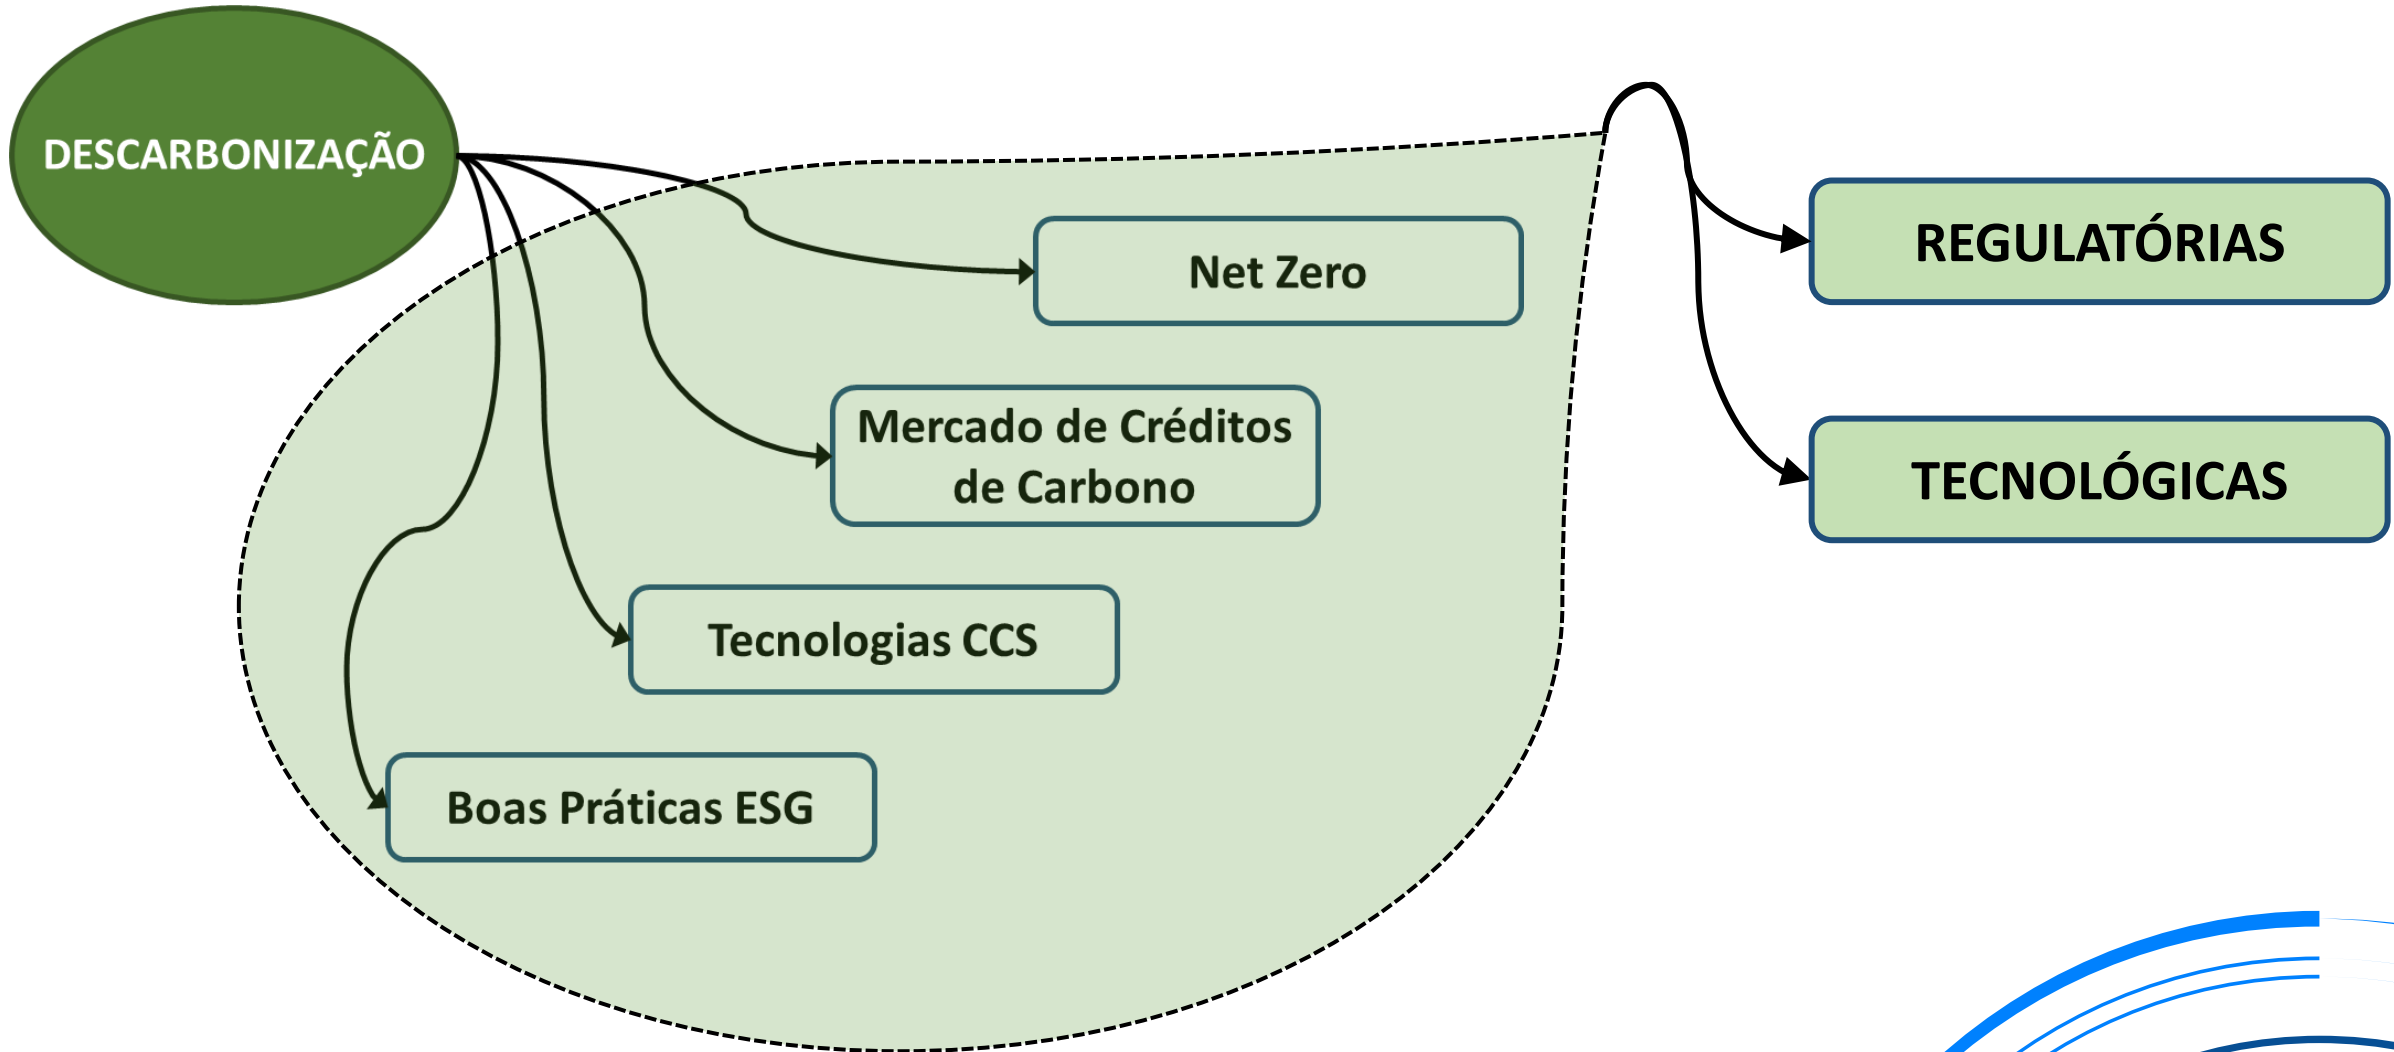 DESCARBONIZAÇÃO
Net Zero
Mercado de Créditos
de Carbono
Tecnologias CCS
Boas Práticas ESG
REGULATÓRIAS
TECNOLÓGICAS